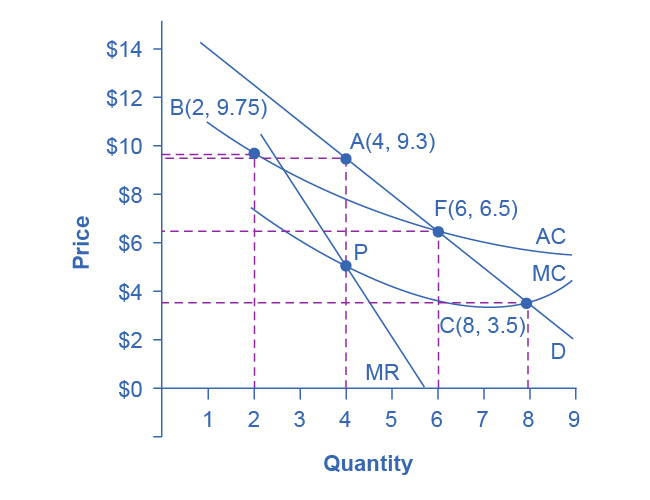 $14
$12
B(2, 9.75)
$10
A(4, 9.3)
$8
F(6, 6.5)
$6
AC
P
MC
$4
C(8, 3.5)
$2
D
MR
$0
1 2 3 4 5 6 7 8 9
Price
Quantity